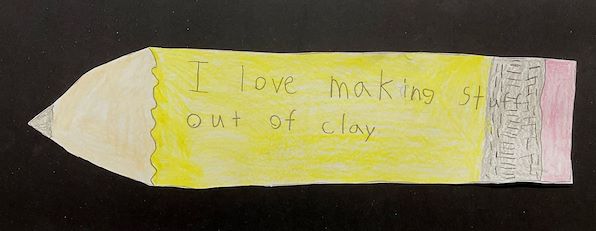 I love making stuff
out of clay